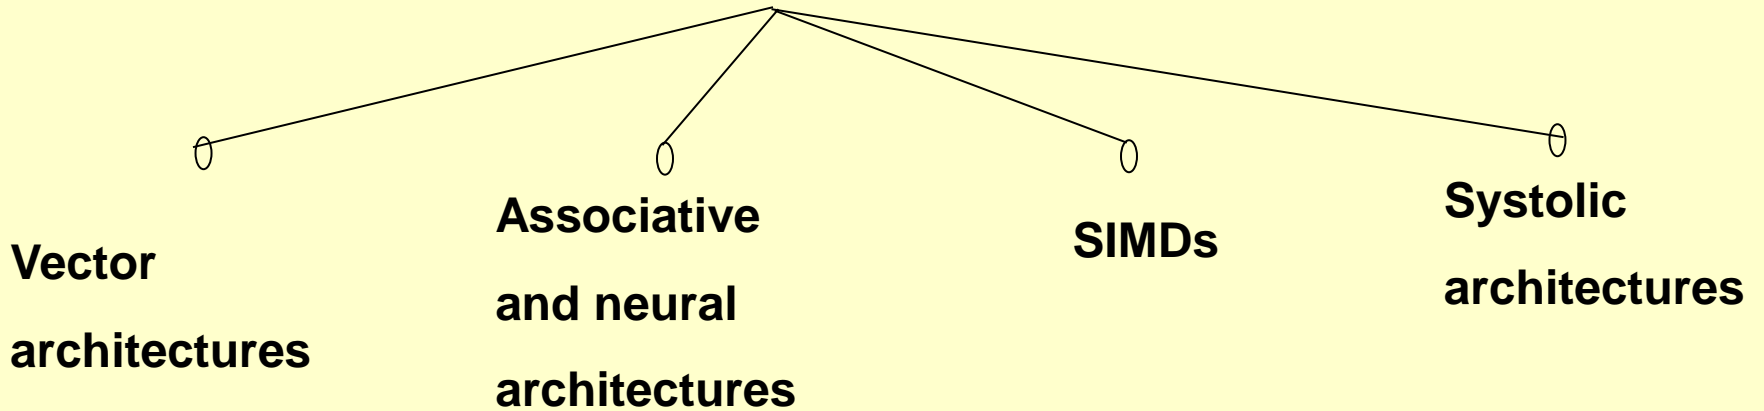 Vector
architectures
Associative
and neural
architectures
SIMDs
Systolic
architectures